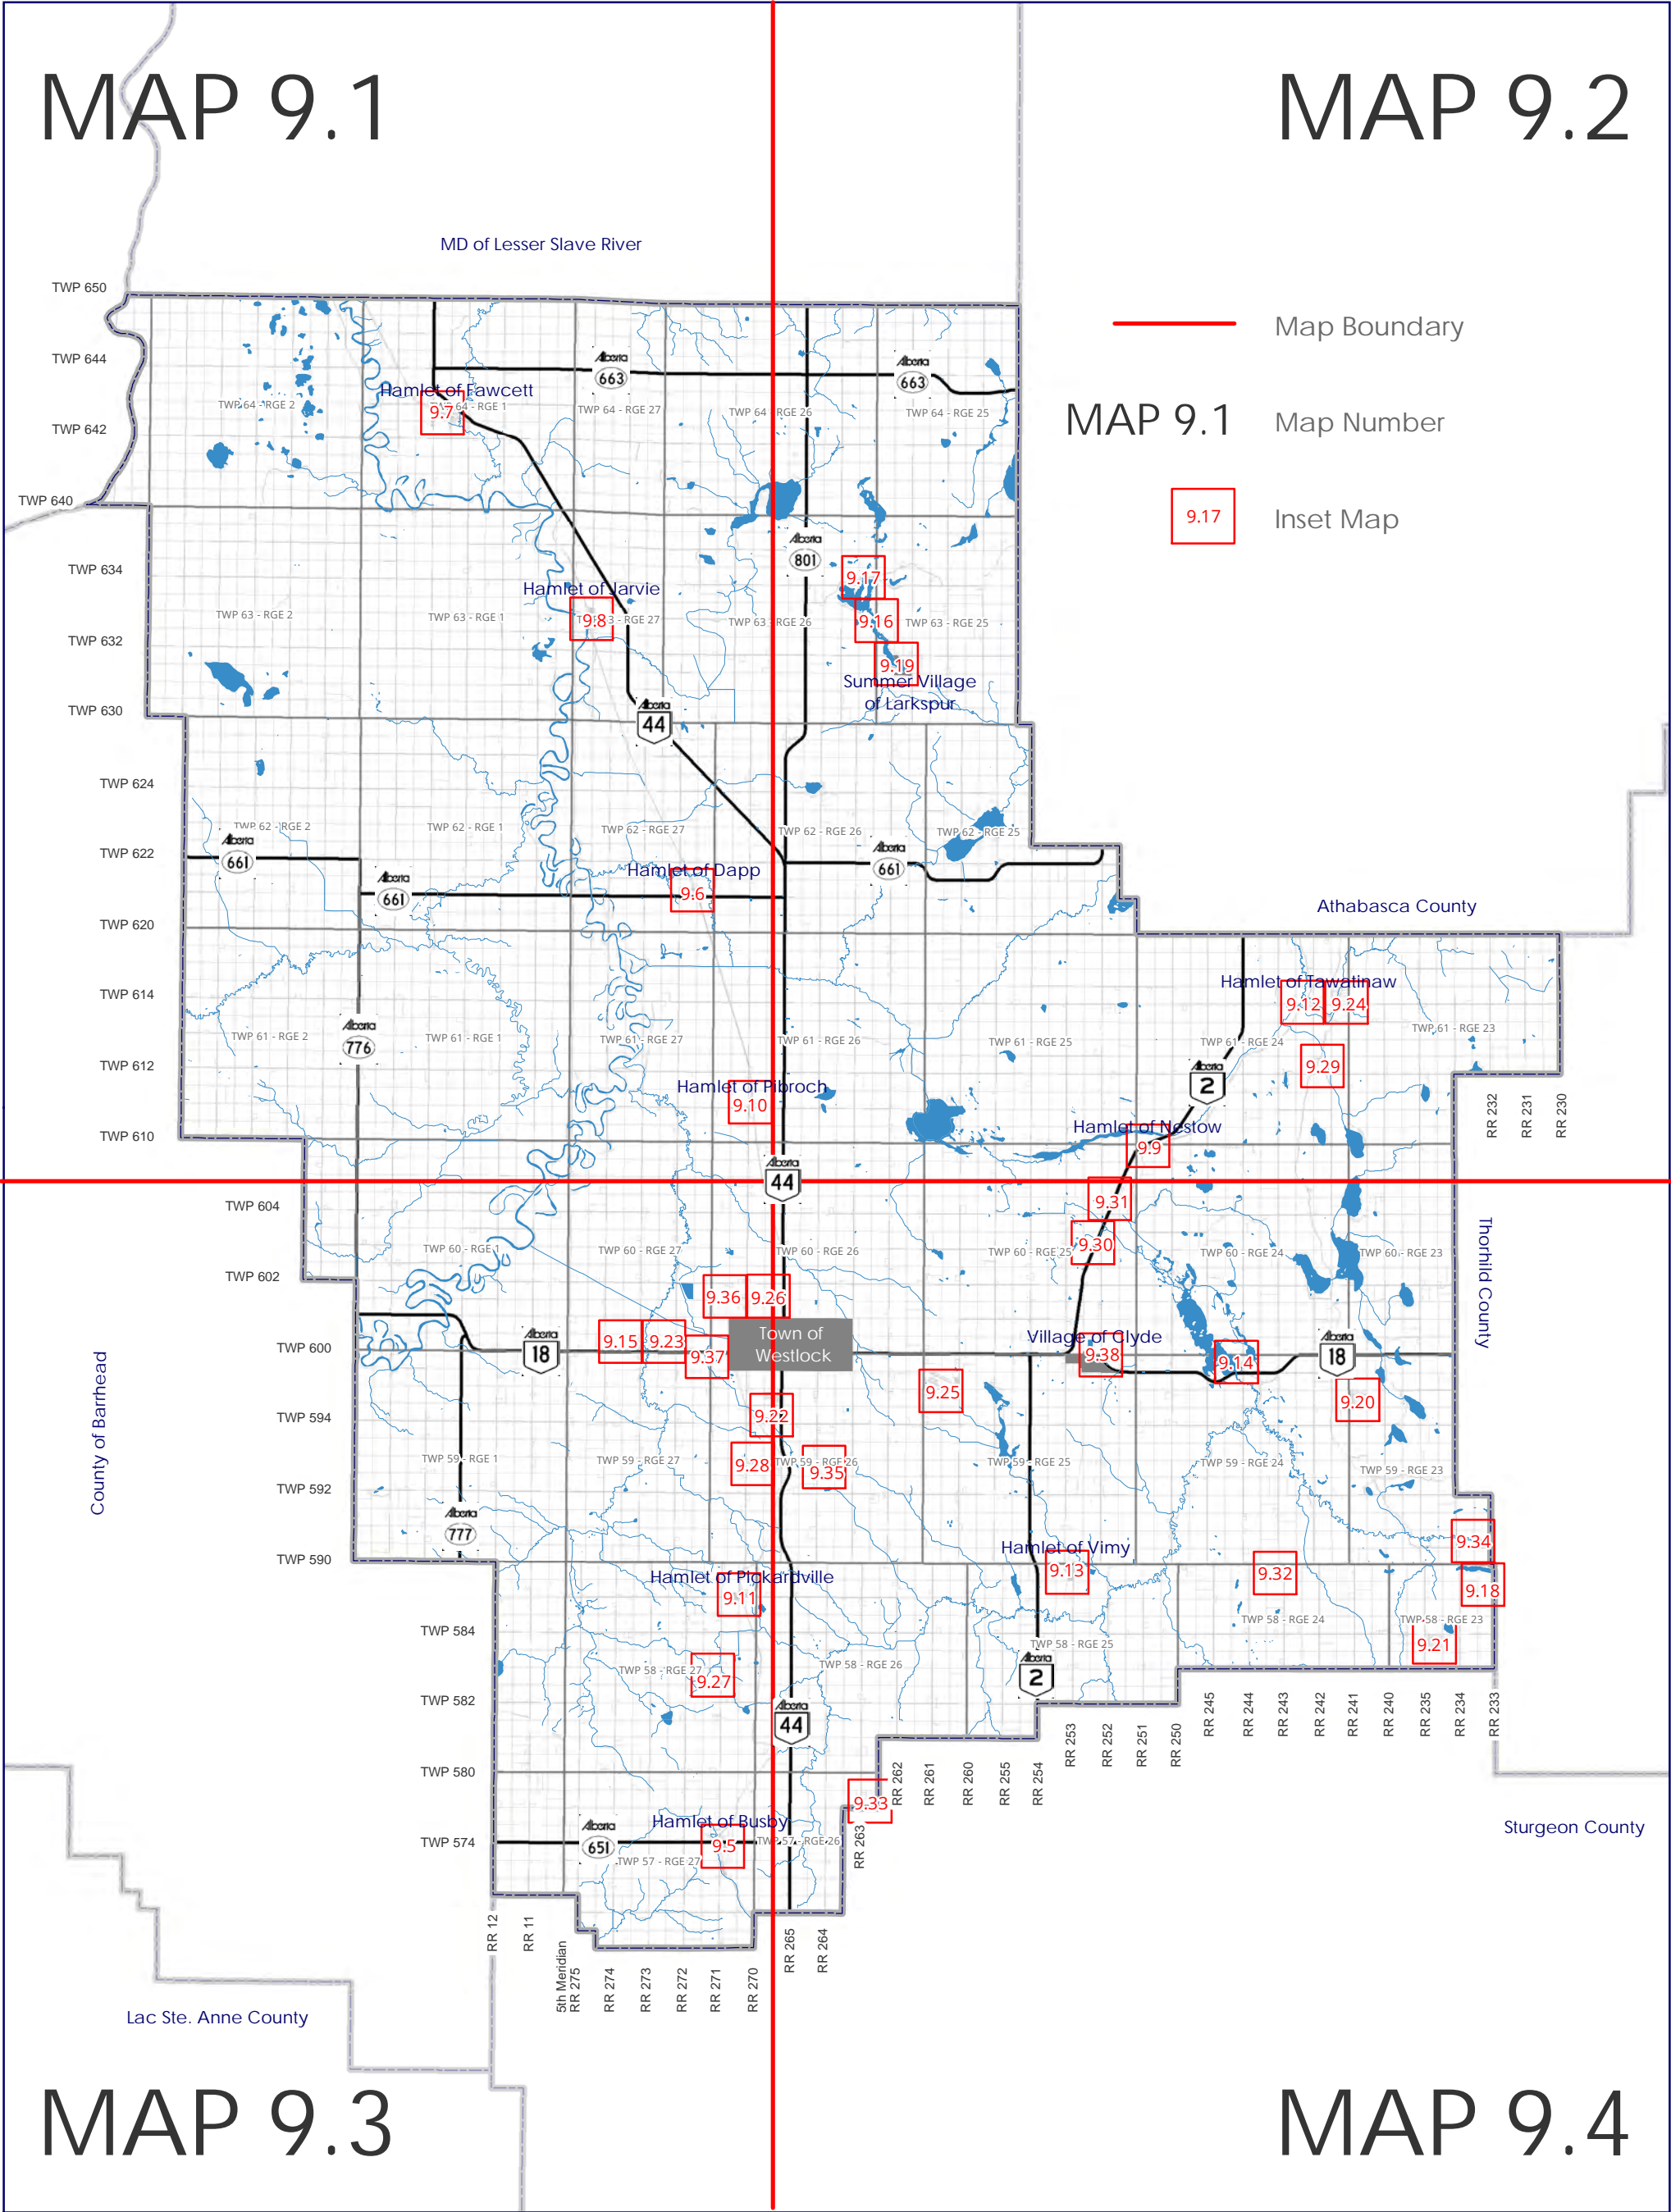 MAP 9.1
MAP 9.2
MD of Lesser Slave River
TWP 650
Map Boundary
TWP 644
Alberta
663
Alberta
663
Hamlet of Fawcett
TWP 64 - RGE 2
9.7
64 - RGE 1
TWP 64 - RGE 27
TWP 64 - RGE 26
TWP 64 - RGE 25
MAP 9.1
Map Number
TWP 642
TWP 640
9.17
Inset Map
Alberta
801
TWP 634
9.17
Hamlet of Jarvie
TWP 63 - RGE 2
TWP 63 - RGE 1
9.8
3 - RGE 27
TWP 63 - RGE 26
9.16
TWP 63 - RGE 25
TWP 632
9.19
Summer Village
of Larkspur
TWP 630
Alberta
44
TWP 624
TWP 62 - RGE 2
TWP 62 - RGE 1
TWP 62 - RGE 27
TWP 62 - RGE 26
TWP 62 - RGE 25
TWP 622
Alberta
661
Alberta
661
Hamlet of Dapp
Alberta
661
9.6
Athabasca County
TWP 620
Hamlet of Tawatinaw
TWP 614
9.12
9.24
Alberta
776
TWP 61 - RGE 2
TWP 61 - RGE 1
TWP 61 - RGE 27
TWP 61 - RGE 26
TWP 61 - RGE 25
TWP 61 - RGE 24
TWP 61 - RGE 23
TWP 612
9.29
Alberta
2
Hamlet of Pibroch
9.10
RR 232
RR 231
RR 230
Hamlet of Nestow
TWP 610
9.9
Alberta
44
TWP 604
9.31
9.30
TWP 60 - RGE 1
TWP 60 - RGE 27
TWP 60 - RGE 26
TWP 60 - RGE 25
TWP 60 - RGE 24
TWP 60 - RGE 23
Thorhild County
TWP 602
9.36
9.26
Town of
Westlock
Village of Clyde
TWP 600
Alberta
18
9.15
9.23
9.37
9.38
9.14
Alberta
18
County of Barrhead
9.25
9.20
TWP 594
9.22
TWP 59 - RGE 1
TWP 59 - RGE 27
9.28
TWP 59 - RGE 26
9.35
TWP 59 - RGE 25
TWP 59 - RGE 24
TWP 59 - RGE 23
TWP 592
Alberta
777
9.34
Hamlet of Vimy
TWP 590
9.13
9.32
9.18
Hamlet of Pickardville
9.11
TWP 584
TWP 58 - RGE 24
TWP 58 - RGE 23
9.21
TWP 58 - RGE 25
TWP 58 - RGE 27
TWP 58 - RGE 26
9.27
Alberta
2
TWP 582
Alberta
44
RR 245
RR 244
RR 243
RR 242
RR 241
RR 240
RR 235
RR 234
RR 233
RR 253
RR 252
RR 251
RR 250
TWP 580
RR 262
RR 261
RR 260
RR 255
RR 254
9.33
RR 263
Hamlet of Busby
Sturgeon County
TWP 574
Alberta
651
9.5
TWP 57 - RGE 26
TWP 57 - RGE 27
RR 12
RR 11
5th Meridian
RR 275
RR 274
RR 273
RR 272
RR 271
RR 270
RR 265
RR 264
Lac Ste. Anne County
MAP 9.3
MAP 9.4